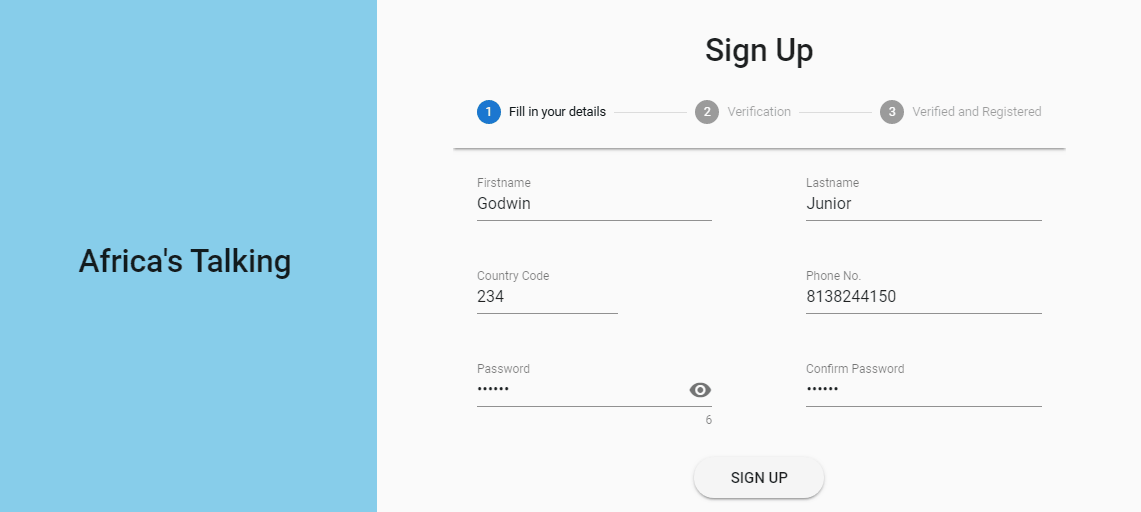 Africa's Talking
Sign Up
1 Fill in your details 2 Verification 3 Verified and Registered
Firstname Lastname
Godwin Junior
Country Code Phone No.
234 8138244150
Password Confirm Password
•••••• ••••••
6
SIGN UP